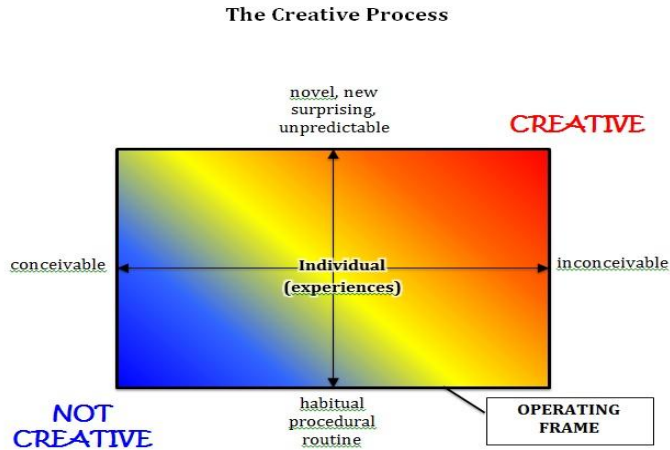 The Creative Process
novel, new
surprising,
unpredictable
CREATIVE
conceivable
Individual
(experiences)
inconceivable
NOT
CREATIVE
habitual
procedural
routine
OPERATING
FRAME